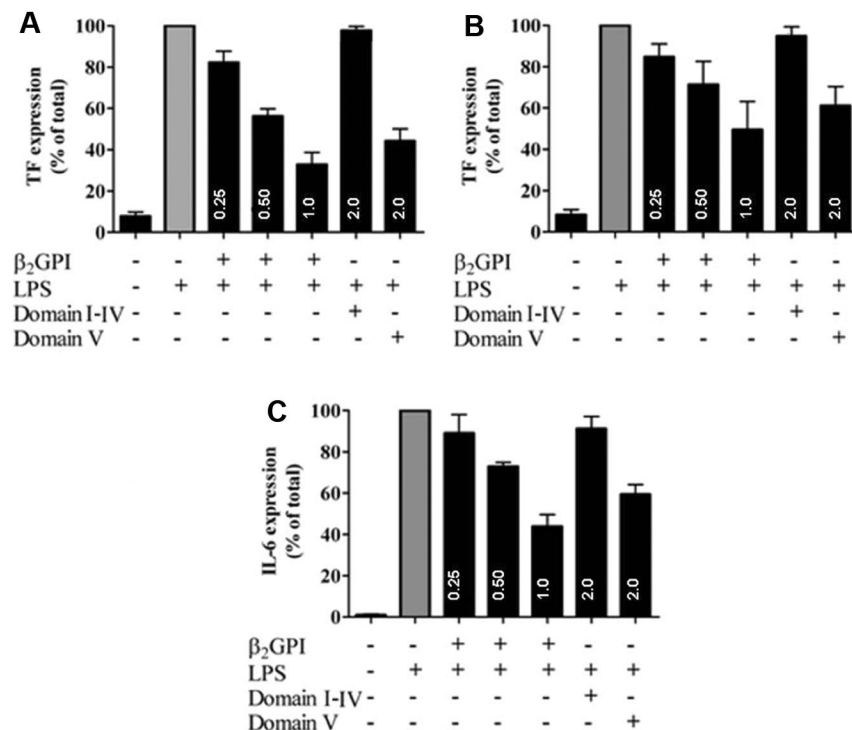 A
TF expression
(% of total)
100
80
60
40
20
0
0.25
0.50
1.0
2.0
2.0
β₂GPI - - + + + - -
LPS - + + + + + +
Domain I-IV - - - - - + -
Domain V - - - - - - +
B
TF expression
(% of total)
100
80
60
40
20
0
0.25
0.50
1.0
2.0
2.0
β₂GPI - - + + + - -
LPS - + + + + + +
Domain I-IV - - - - - + -
Domain V - - - - - - +
C
IL-6 expression
(% of total)
100
80
60
40
20
0
0.25
0.50
1.0
2.0
2.0
β₂GPI - - + + + - -
LPS - + + + + + +
Domain I-IV - - - - - + -
Domain V - - - - - - +